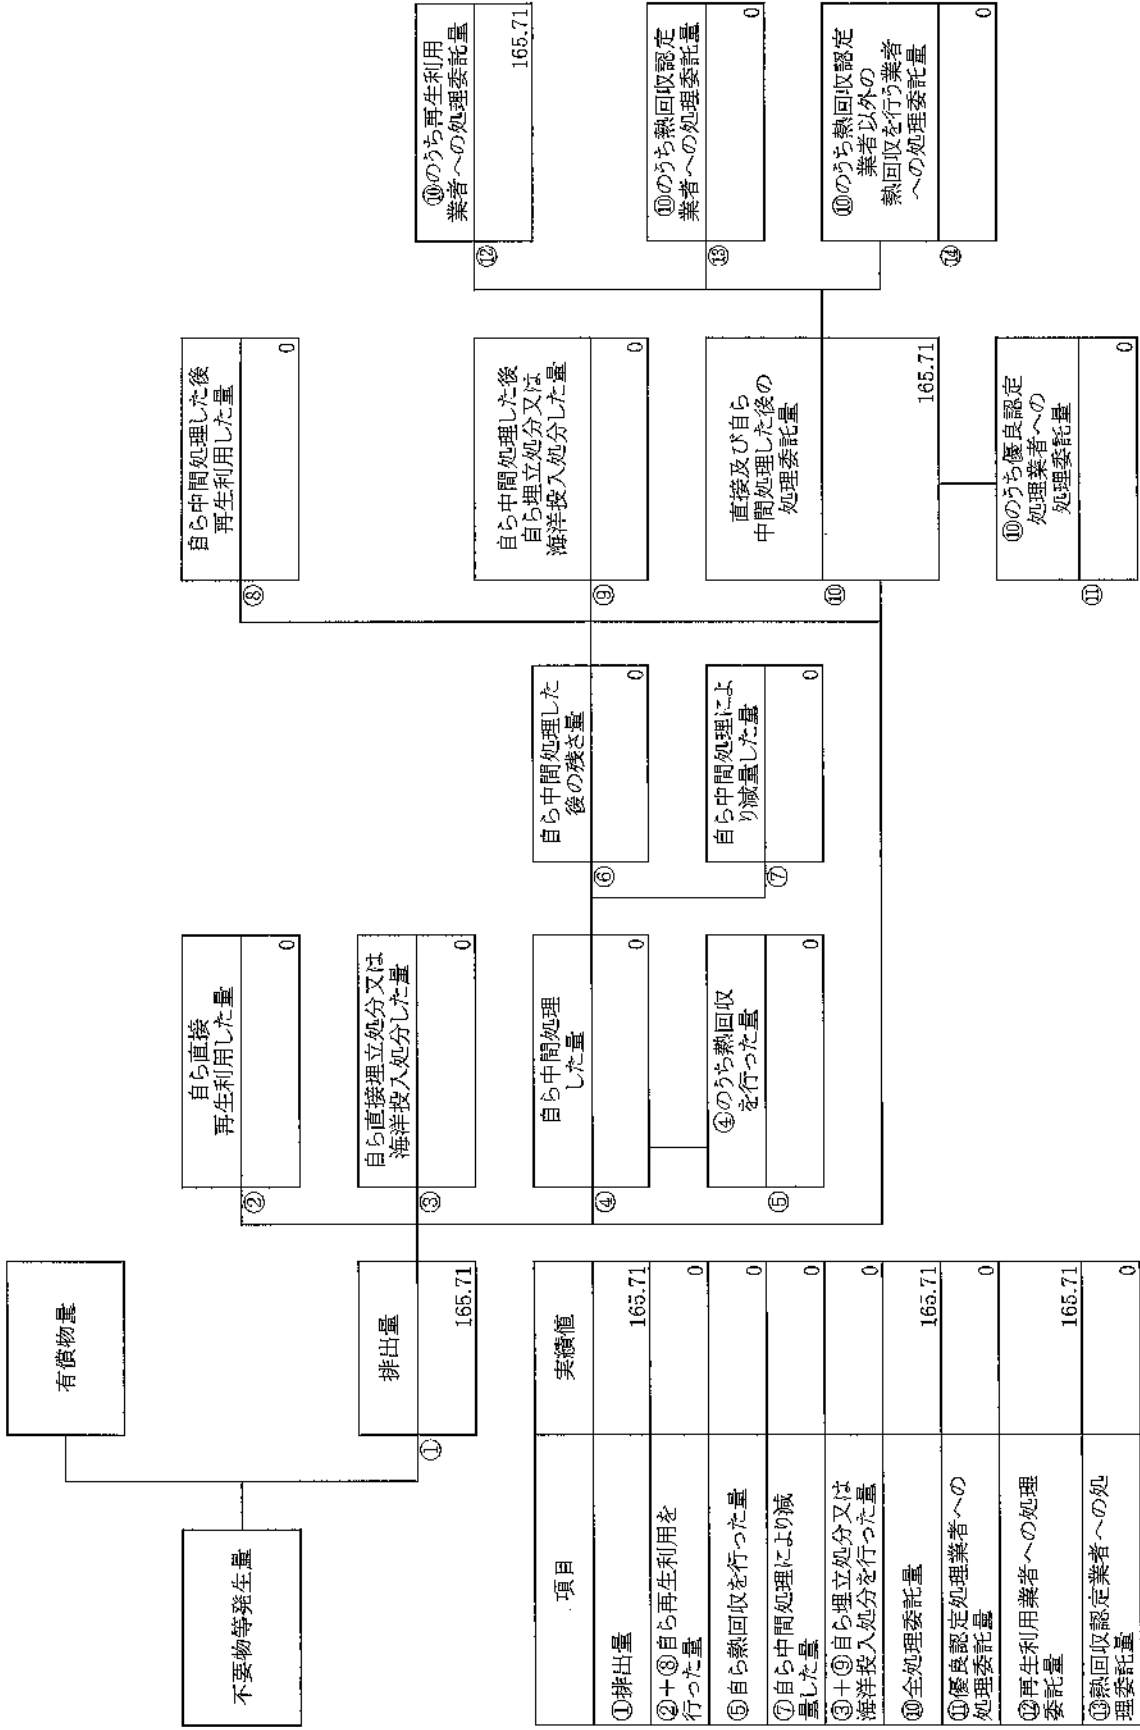 不要物等発生量
有償物量
①
排出量
165.71
②
自ら直接
再生利用した量
0
③
自ら直接埋立処分又は
海洋投入処分した量
0
④
自ら中間処理
した量
0
⑤
④のうち熱回収
を行った量
0
⑥
自ら中間処理した
後の残さ量
0
⑦
自ら中間処理によ
り減量した量
0
⑧
自ら中間処理した後
再生利用した量
0
⑨
自ら中間処理した後
自ら埋立処分又は
海洋投入処分した量
0
⑩
直接及び自ら
中間処理した後の
処理委託量
165.71
⑪
⑩のうち優良認定
処理業者への
処理委託量
0
⑫
⑩のうち再生利用
業者への処理委託量
165.71
⑬
⑩のうち熱回収認定
業者への処理委託量
0
⑭
⑩のうち熱回収認定
業者以外の
熱回収を行う業者
への処理委託量
0
項目
実績値
①排出量
165.71
②+⑧自ら再生利用を
行った量
0
⑤自ら熱回収を行った量
0
⑦自ら中間処理により減
量した量
0
③+⑨自ら埋立処分又は
海洋投入処分を行った量
0
⑩全処理委託量
165.71
⑪優良認定処理業者への
処理委託量
0
⑫再生利用業者への処理
委託量
165.71
⑬熱回収認定業者への処
理委託量
0